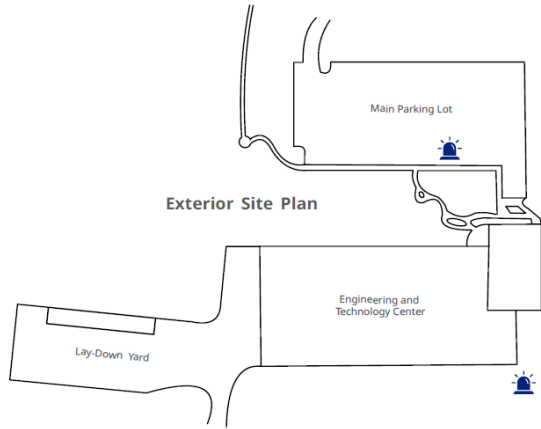 Main Parking Lot
Exterior Site Plan
Engineering and
Technology Center
Lay-Down Yard